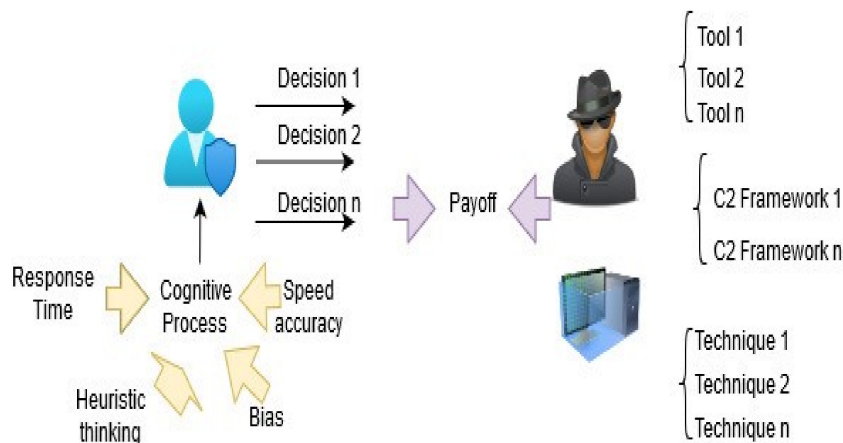 Decision 1
Decision 2
Decision n
Payoff
Response
Time
Cognitive
Process
Speed
accuracy
Heuristic
thinking
Bias
Tool 1
Tool 2
Tool n
C2 Framework 1
C2 Framework n
Technique 1
Technique 2
Technique n